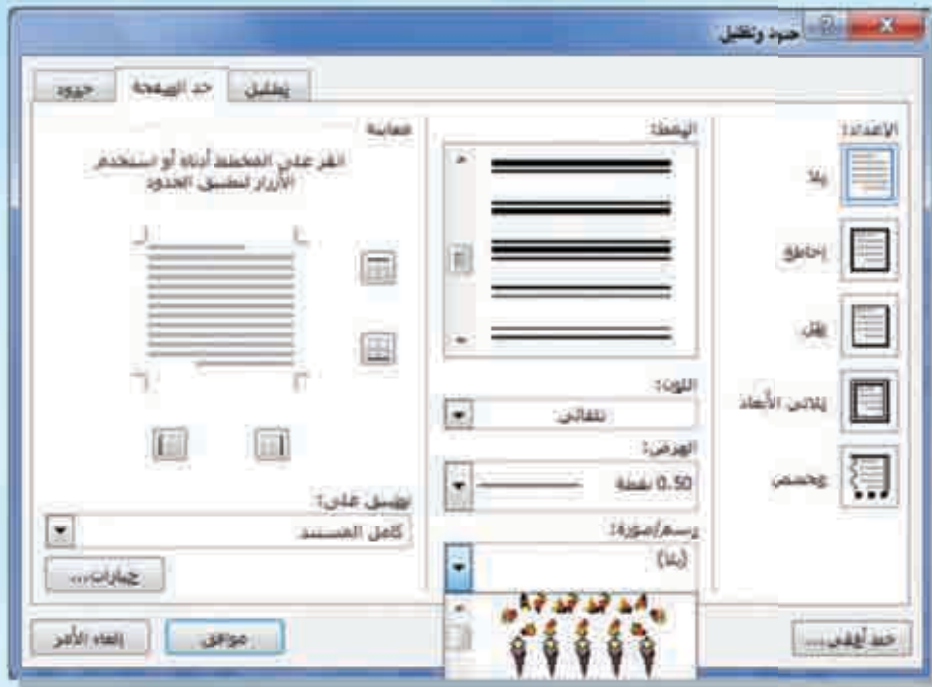 حدود وتظليل
حدود
حد الصفحة
تظليل
الإعداد:
بلا
إحاطة
ظل
ثلاثي الأبعاد
مخصص
النمط:
اللون:
تلقائي
العرض:
0.50 نقطة
رسم/صورة:
(بلا)
معاينة
انقر على المخطط أدناه أو استخدم
الأزرار لتطبيق الحدود
تطبيق على:
كامل المستند
خيارات...
خط أفقي...
موافق
إلغاء الأمر